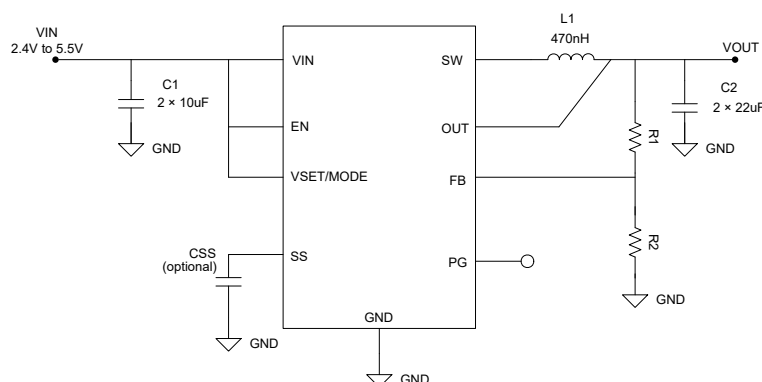 L1
470nH
VIN
2.4V to 5.5V
VOUT
VIN
SW
C1
2 × 10uF
C2
2 × 22uF
EN
OUT
R1
GND
GND
VSET/MODE
FB
R2
CSS
(optional)
SS
PG
GND
GND
GND
GND